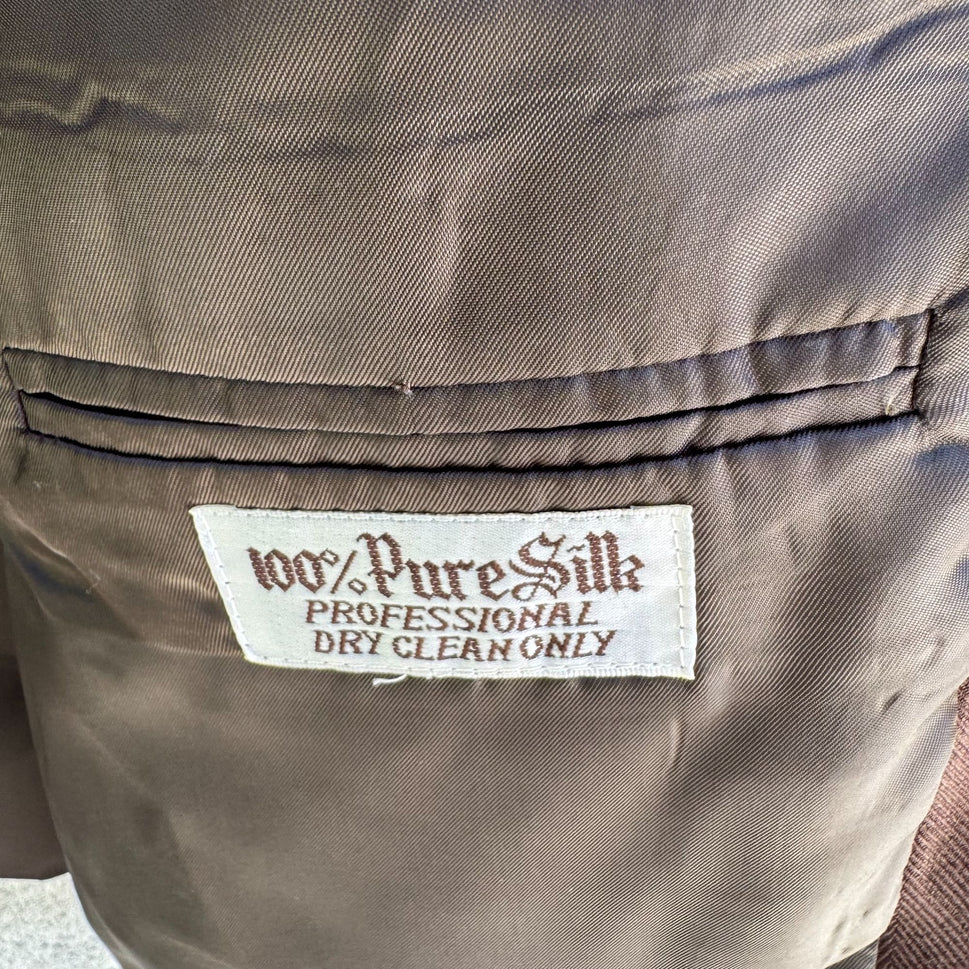 100% Pure Silk
PROFESSIONAL
DRY CLEAN ONLY